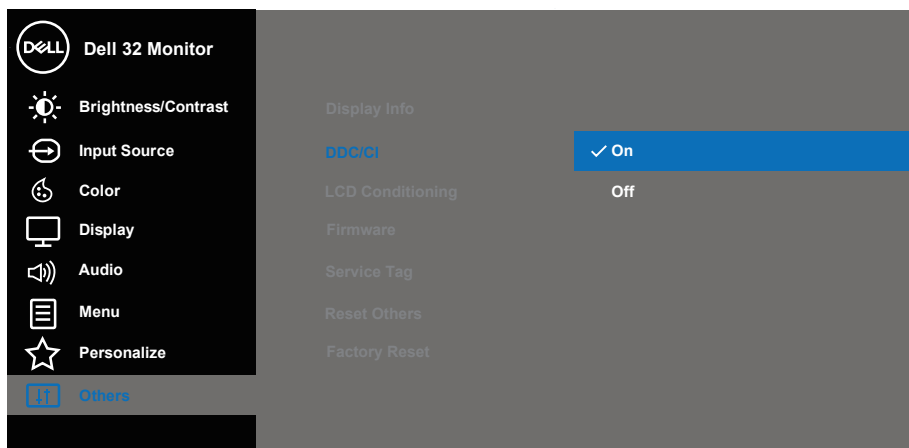 DELL Dell 32 Monitor
Brightness/Contrast
Input Source
Color
Display
Audio
Menu
Personalize
Others
Display Info
DDC/CI
LCD Conditioning
Firmware
Service Tag
Reset Others
Factory Reset
On
Off